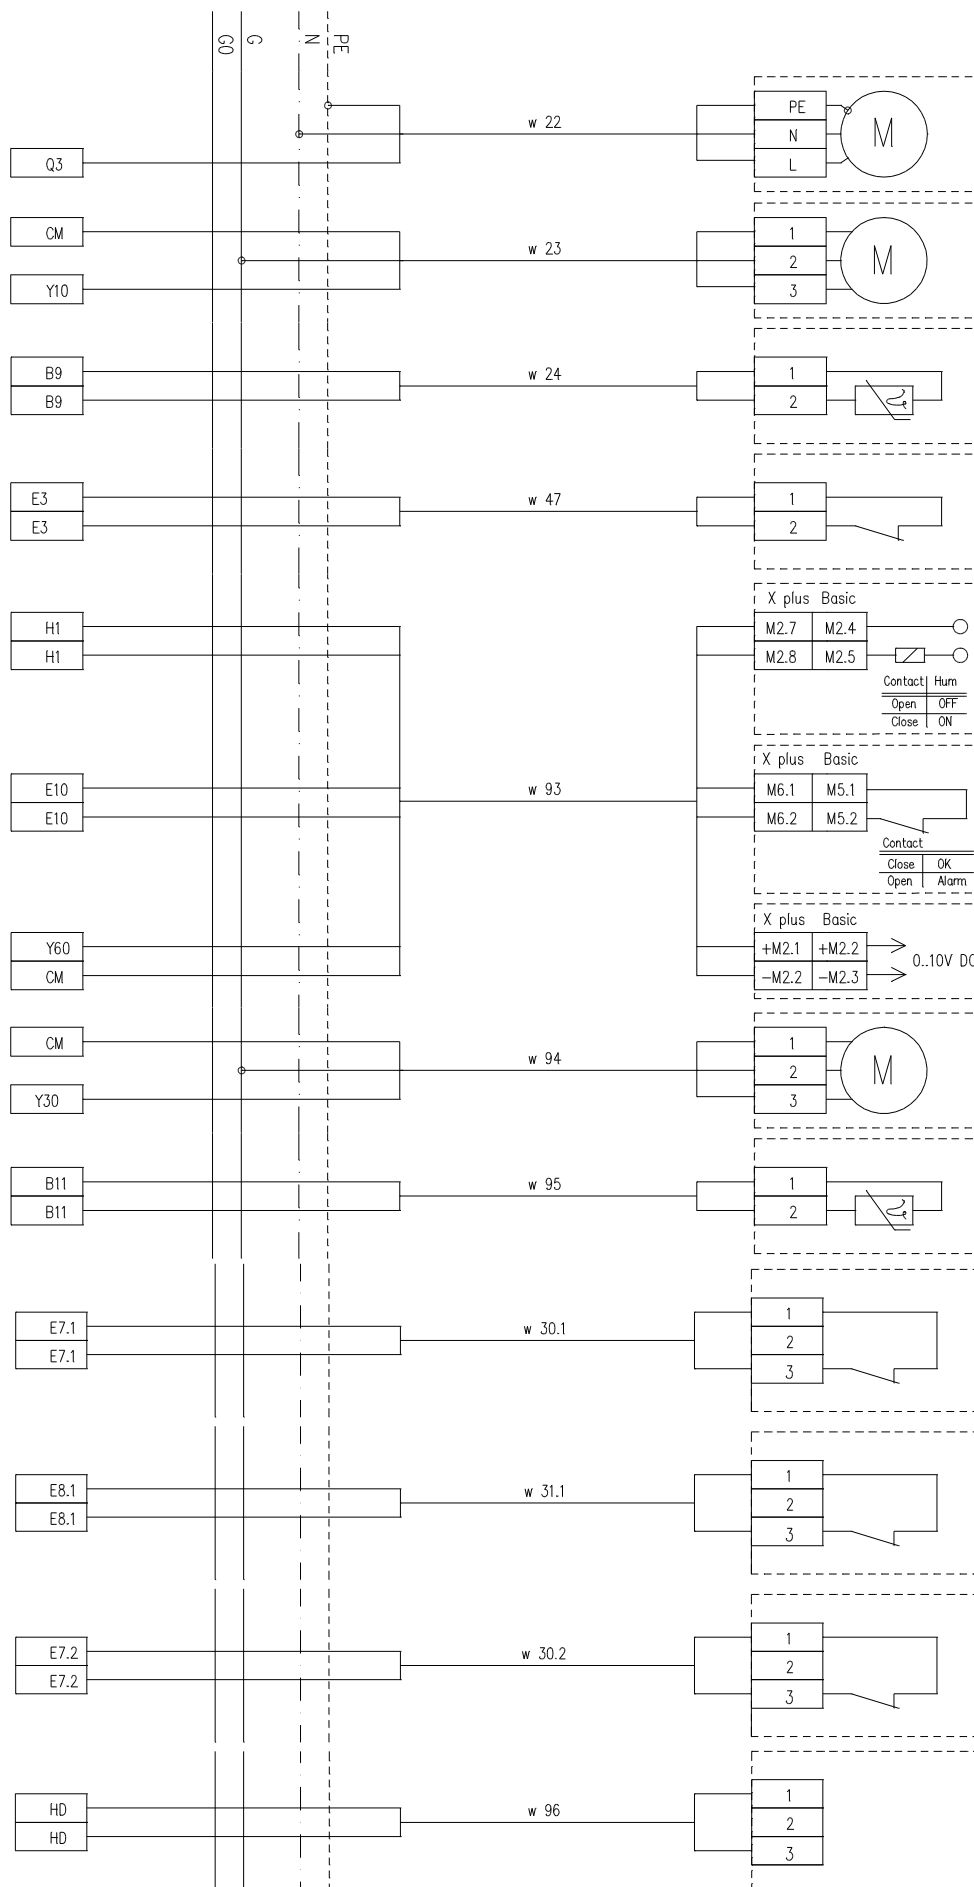 G0 G N PE
w 22
PE
N
L
M
Q3
CM
w 23
1
2
3
M
Y10
B9
B9
w 24
1
2
E3
E3
w 47
1
2
X plus Basic
H1
H1
M2.7 M2.4
M2.8 M2.5
Contact Hum
Open OFF
Close ON
X plus Basic
E10
E10
w 93
M6.1 M5.1
M6.2 M5.2
Contact
Close OK
Open Alarm
X plus Basic
Y60
CM
+M2.1 +M2.2
-M2.2 -M2.3
0..10V DC
CM
w 94
1
2
3
M
Y30
B11
B11
w 95
1
2
E7.1
E7.1
w 30.1
1
2
3
E8.1
E8.1
w 31.1
1
2
3
E7.2
E7.2
w 30.2
1
2
3
HD
HD
w 96
1
2
3